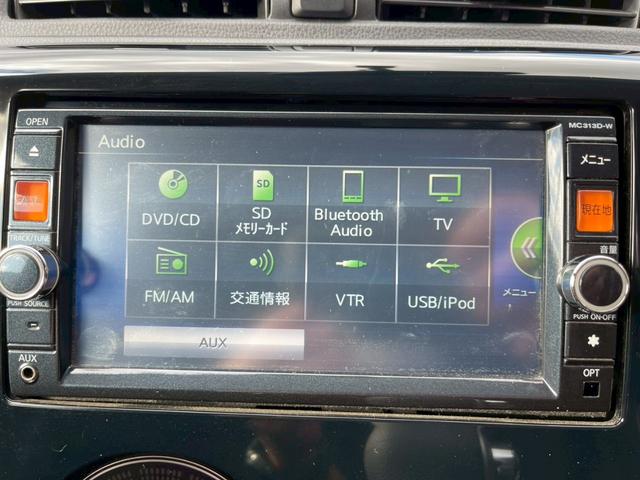 OPEN
MC313D-W
Audio
メニュー
DVD/CD
SD
メモリーカード
Bluetooth
Audio
TV
現在地
TRACK/TUNE
音量
FM/AM
交通情報
VTR
USB/iPod
メニュー
PUSH SOURCE
PUSH ON-OFF
AUX
AUX
OPT